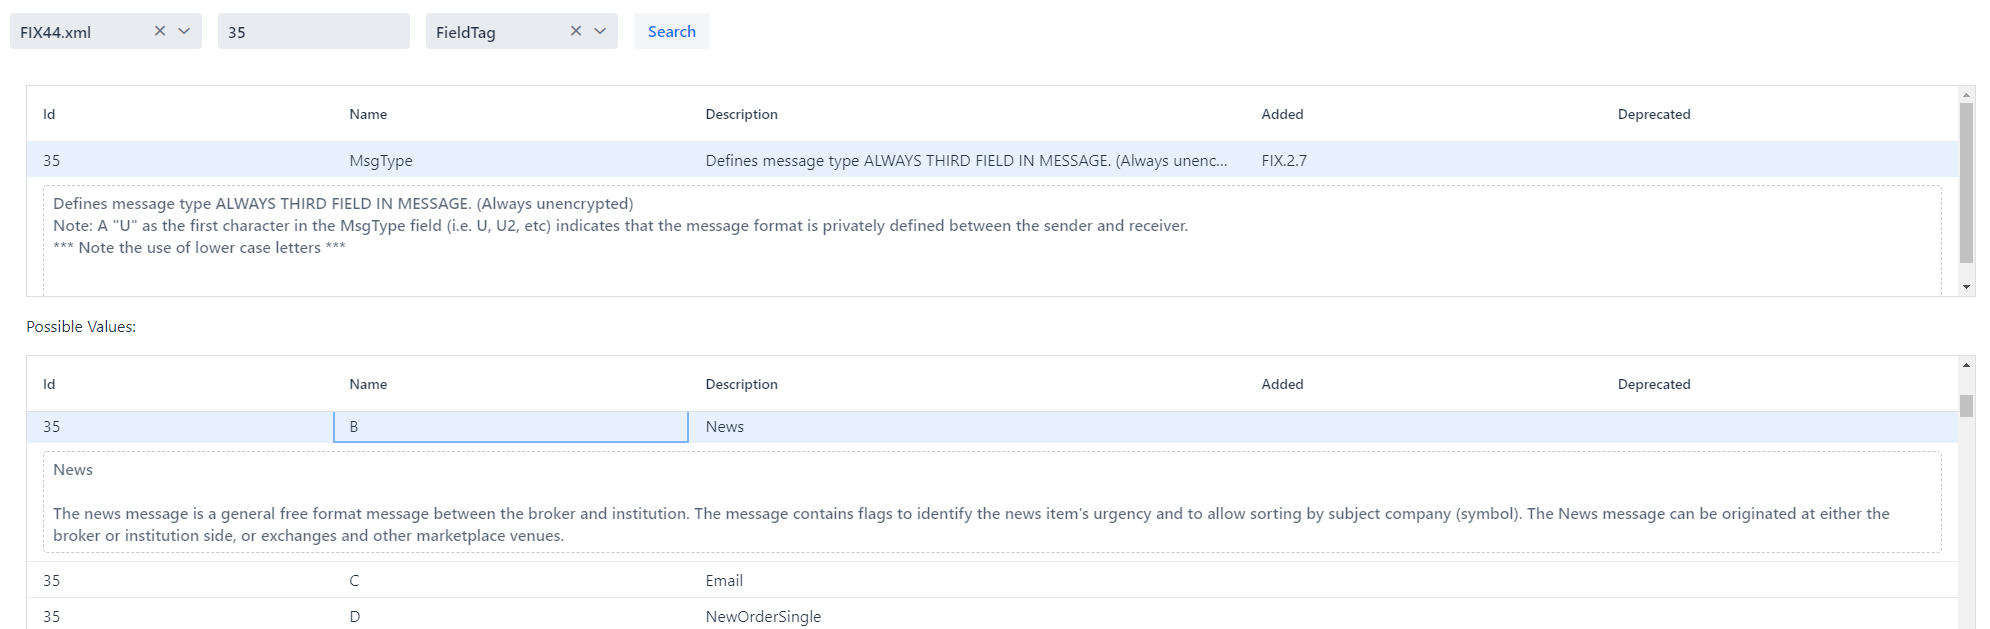 FIX44.xml 35 FieldTag Search
Id Name Description Added Deprecated
35 MsgType Defines message type ALWAYS THIRD FIELD IN MESSAGE. (Always unenc... FIX.2.7
Defines message type ALWAYS THIRD FIELD IN MESSAGE. (Always unencrypted)
Note: A "U" as the first character in the MsgType field (i.e. U, U2, etc) indicates that the message format is privately defined between the sender and receiver.
*** Note the use of lower case letters ***
Possible Values:
Id Name Description Added Deprecated
35 B News
News
The news message is a general free format message between the broker and institution. The message contains flags to identify the news item's urgency and to allow sorting by subject company (symbol). The News message can be originated at either the
broker or institution side, or exchanges and other marketplace venues.
35 C Email
35 D NewOrderSingle